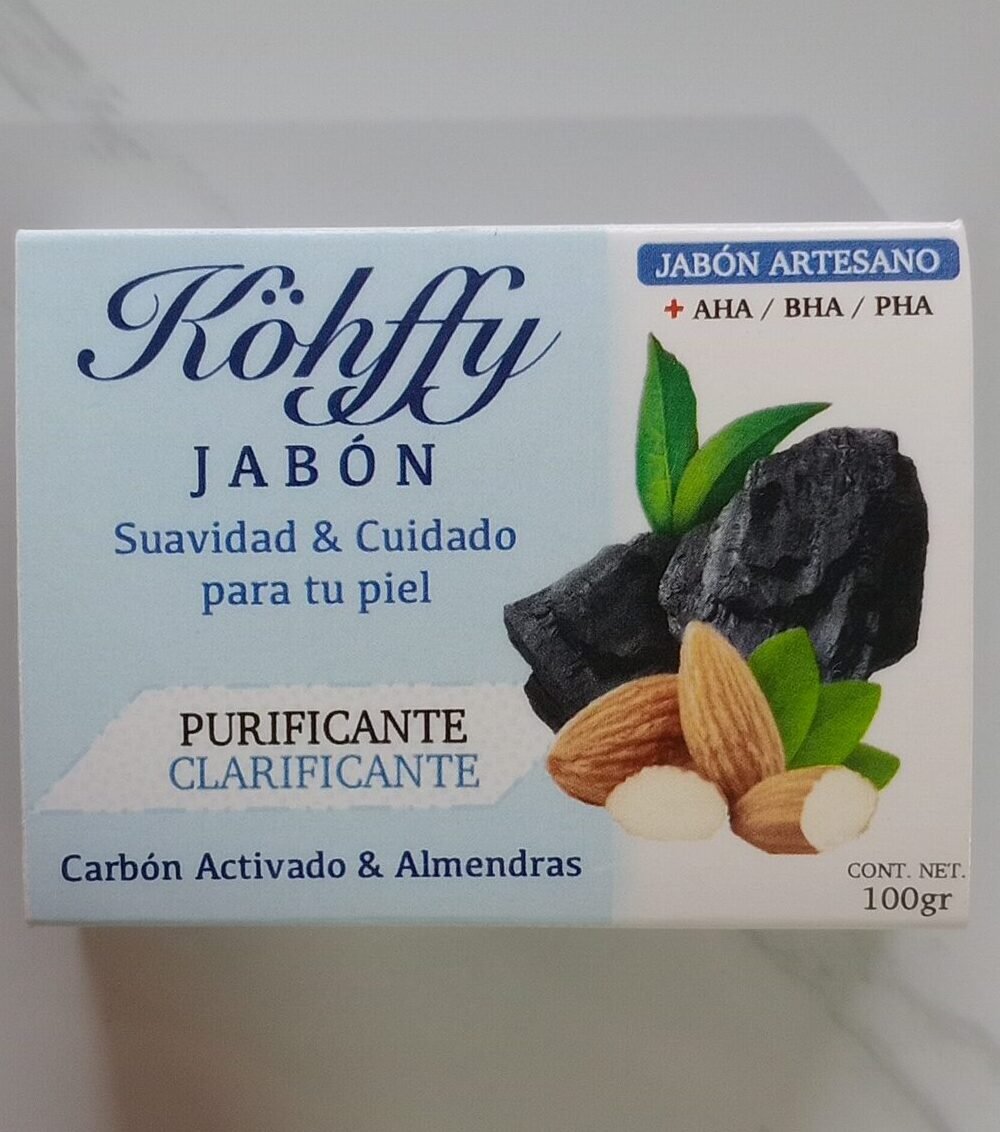 Köhffy
JABÓN
Suavidad & Cuidado
para tu piel
PURIFICANTE
CLARIFICANTE
Carbón Activado & Almendras
JABÓN ARTESANO
+ AHA / BHA / PHA
CONT. NET.
100gr